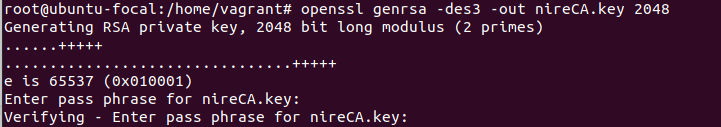 root@ubuntu-focal:/home/vagrant# openssl genrsa -des3 -out nireCA.key 2048
Generating RSA private key, 2048 bit long modulus (2 primes)
......+++++
................................+++++
e is 65537 (0x010001)
Enter pass phrase for nireCA.key:
Verifying - Enter pass phrase for nireCA.key: